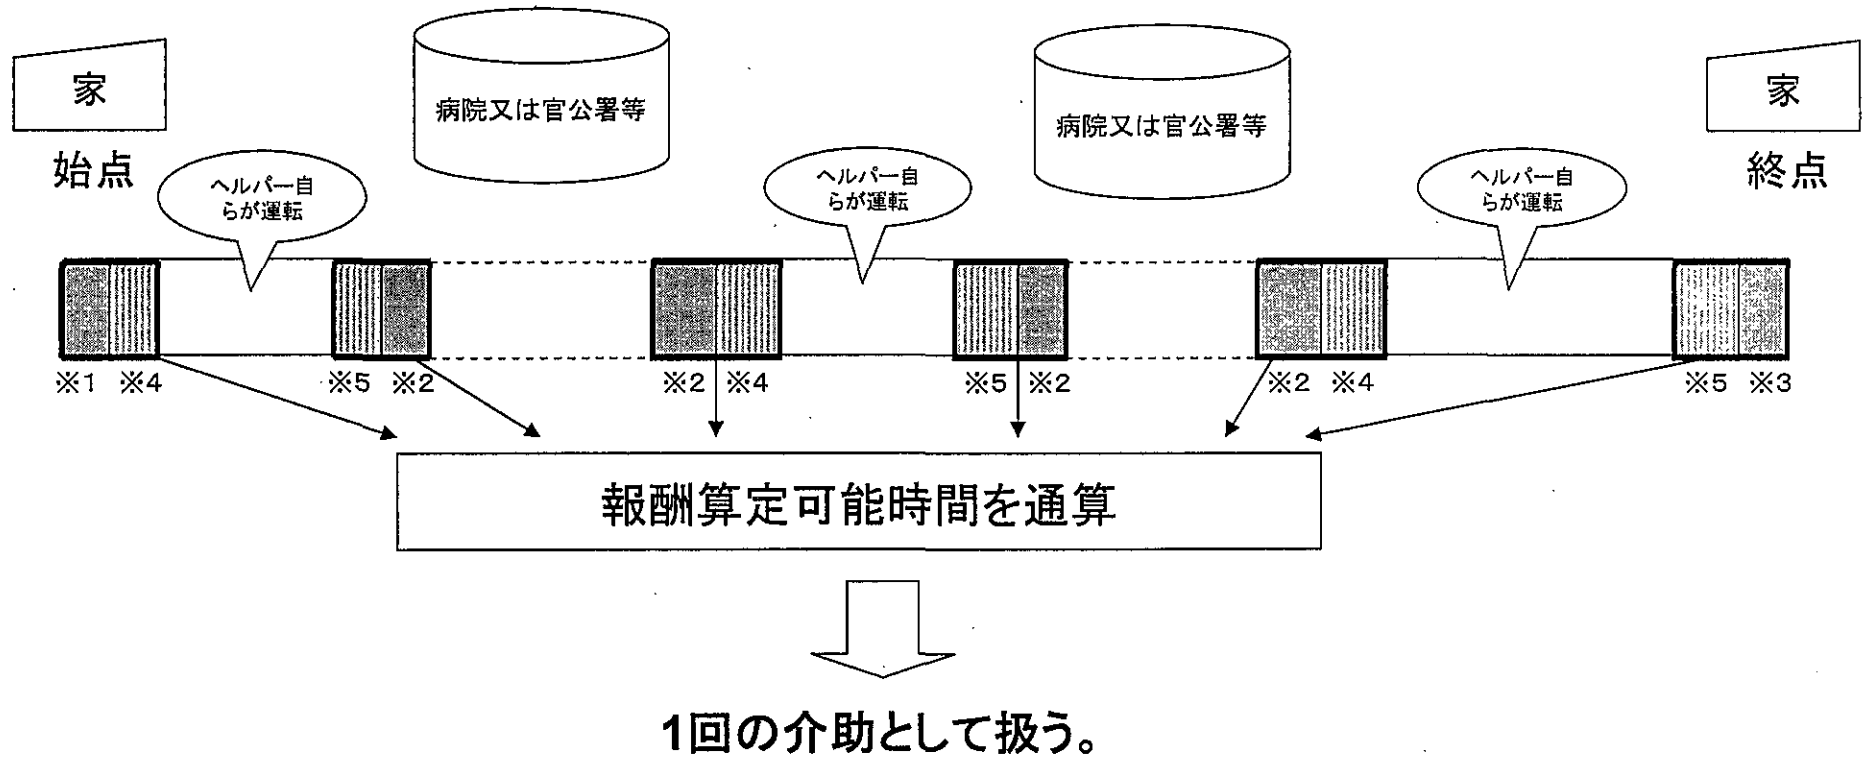 家
病院又は官公署等
病院又は官公署等
家
始点
終点
ヘルパー自
らが運転
ヘルパー自
らが運転
ヘルパー自
らが運転
※1 ※4 ※5 ※2 ※2 ※4 ※5 ※2 ※2 ※4 ※5 ※3
報酬算定可能時間を通算
1回の介助として扱う。